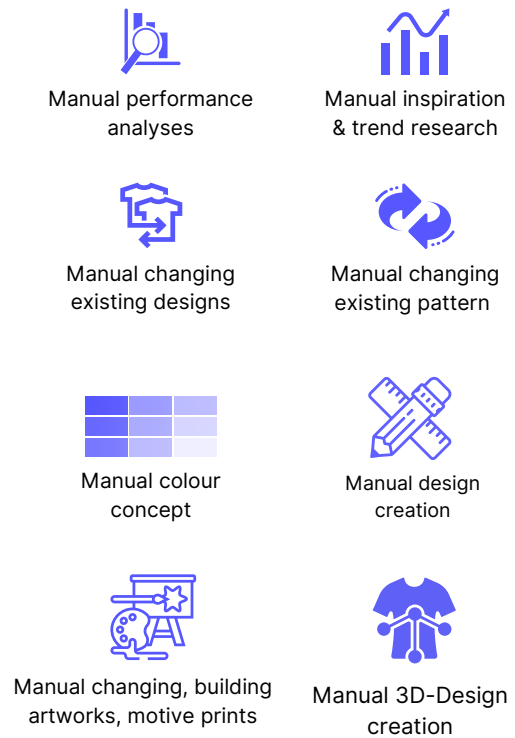 Manual performance
analyses
Manual inspiration
& trend research
Manual changing
existing designs
Manual changing
existing pattern
Manual colour
concept
Manual design
creation
Manual changing, building
artworks, motive prints
Manual 3D-Design
creation